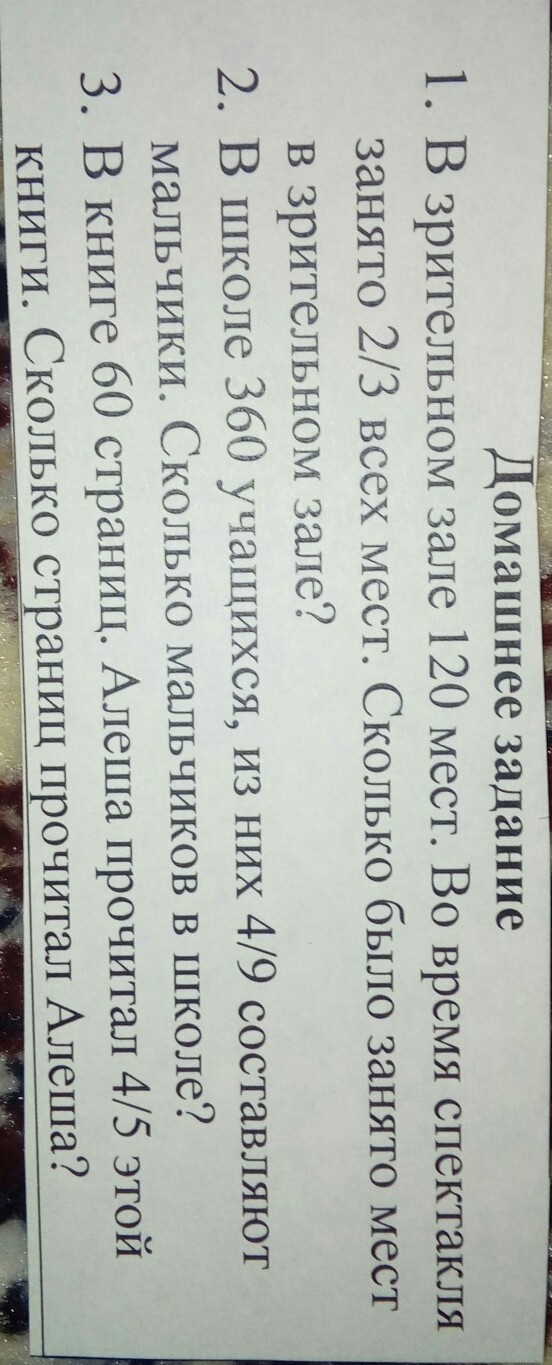 Домашнее задание
1. В зрительном зале 120 мест. Во время спектакля
занято 2/3 всех мест. Сколько было занято мест
в зрительном зале?
2. В школе 360 учащихся, из них 4/9 составляют
мальчики. Сколько мальчиков в школе?
3. В книге 60 страниц. Алеша прочитал 4/5 этой
книги. Сколько страниц прочитал Алеша?